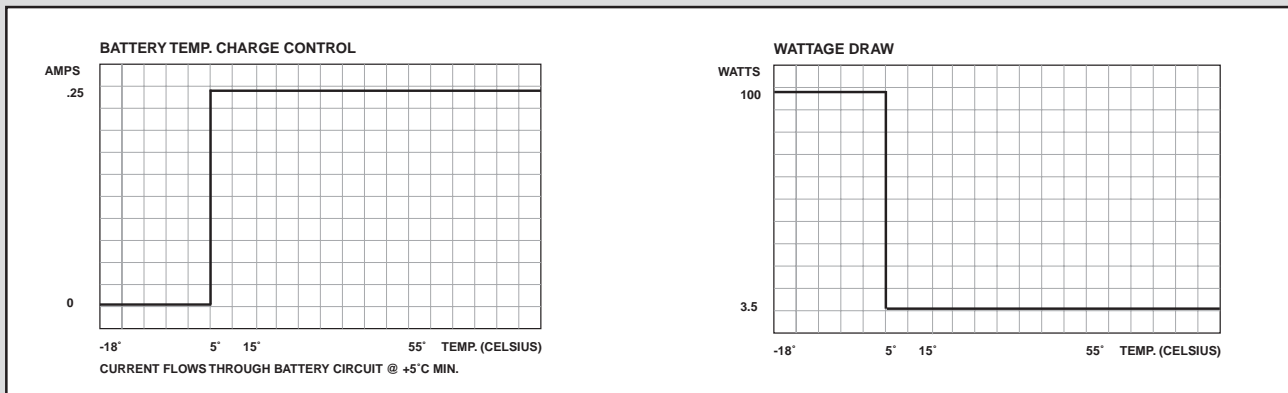 BATTERY TEMP. CHARGE CONTROL
AMPS
.25
0
-18˚ 5˚ 15˚ 55˚ TEMP. (CELSIUS)
CURRENT FLOWS THROUGH BATTERY CIRCUIT @ +5˚C MIN.
WATTAGE DRAW
WATTS
100
3.5
-18˚ 5˚ 15˚ 55˚ TEMP. (CELSIUS)